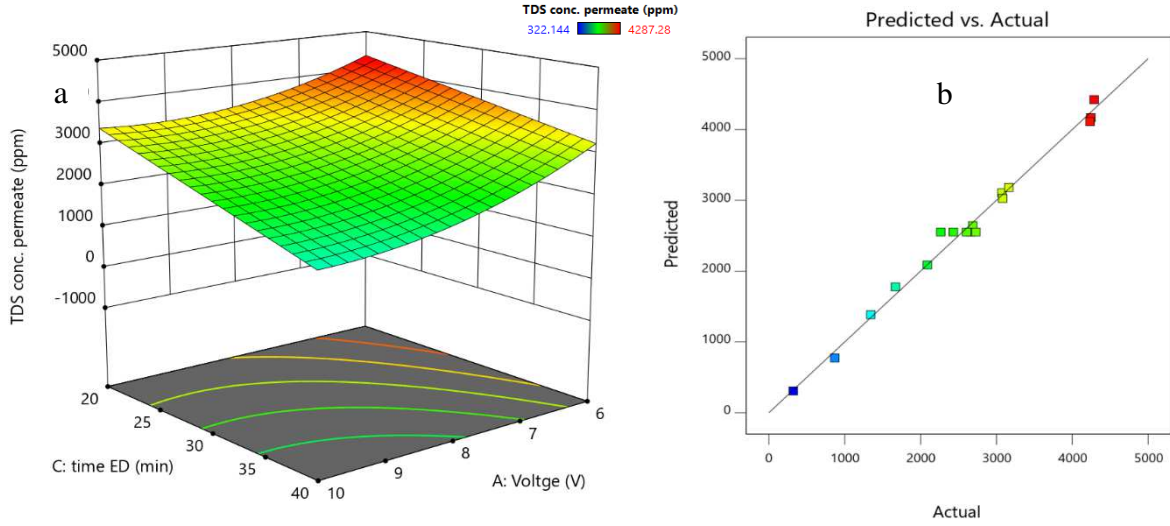 TDS conc. permeate (ppm)
322.144 4287.28
a
5000
4000
3000
2000
1000
0
-1000
TDS conc. permeate (ppm)
20
25
30
35
40
C: time ED (min)
10
9
8
7
6
A: Voltge (V)
Predicted vs. Actual
b
5000
4000
3000
2000
1000
0
Predicted
0 1000 2000 3000 4000 5000
Actual